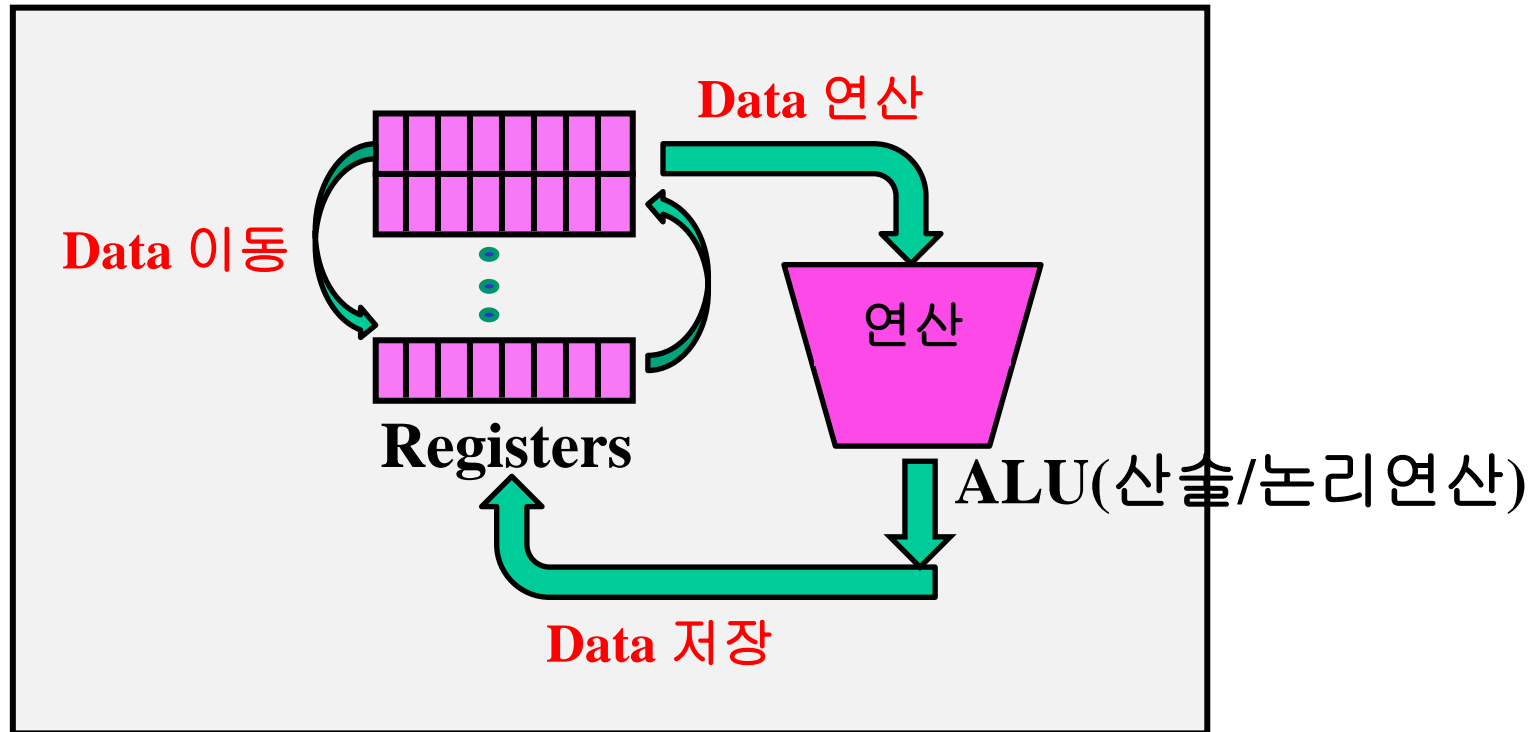 Data 연산
Data 이동
연산
Registers
ALU(산술/논리연산)
Data 저장